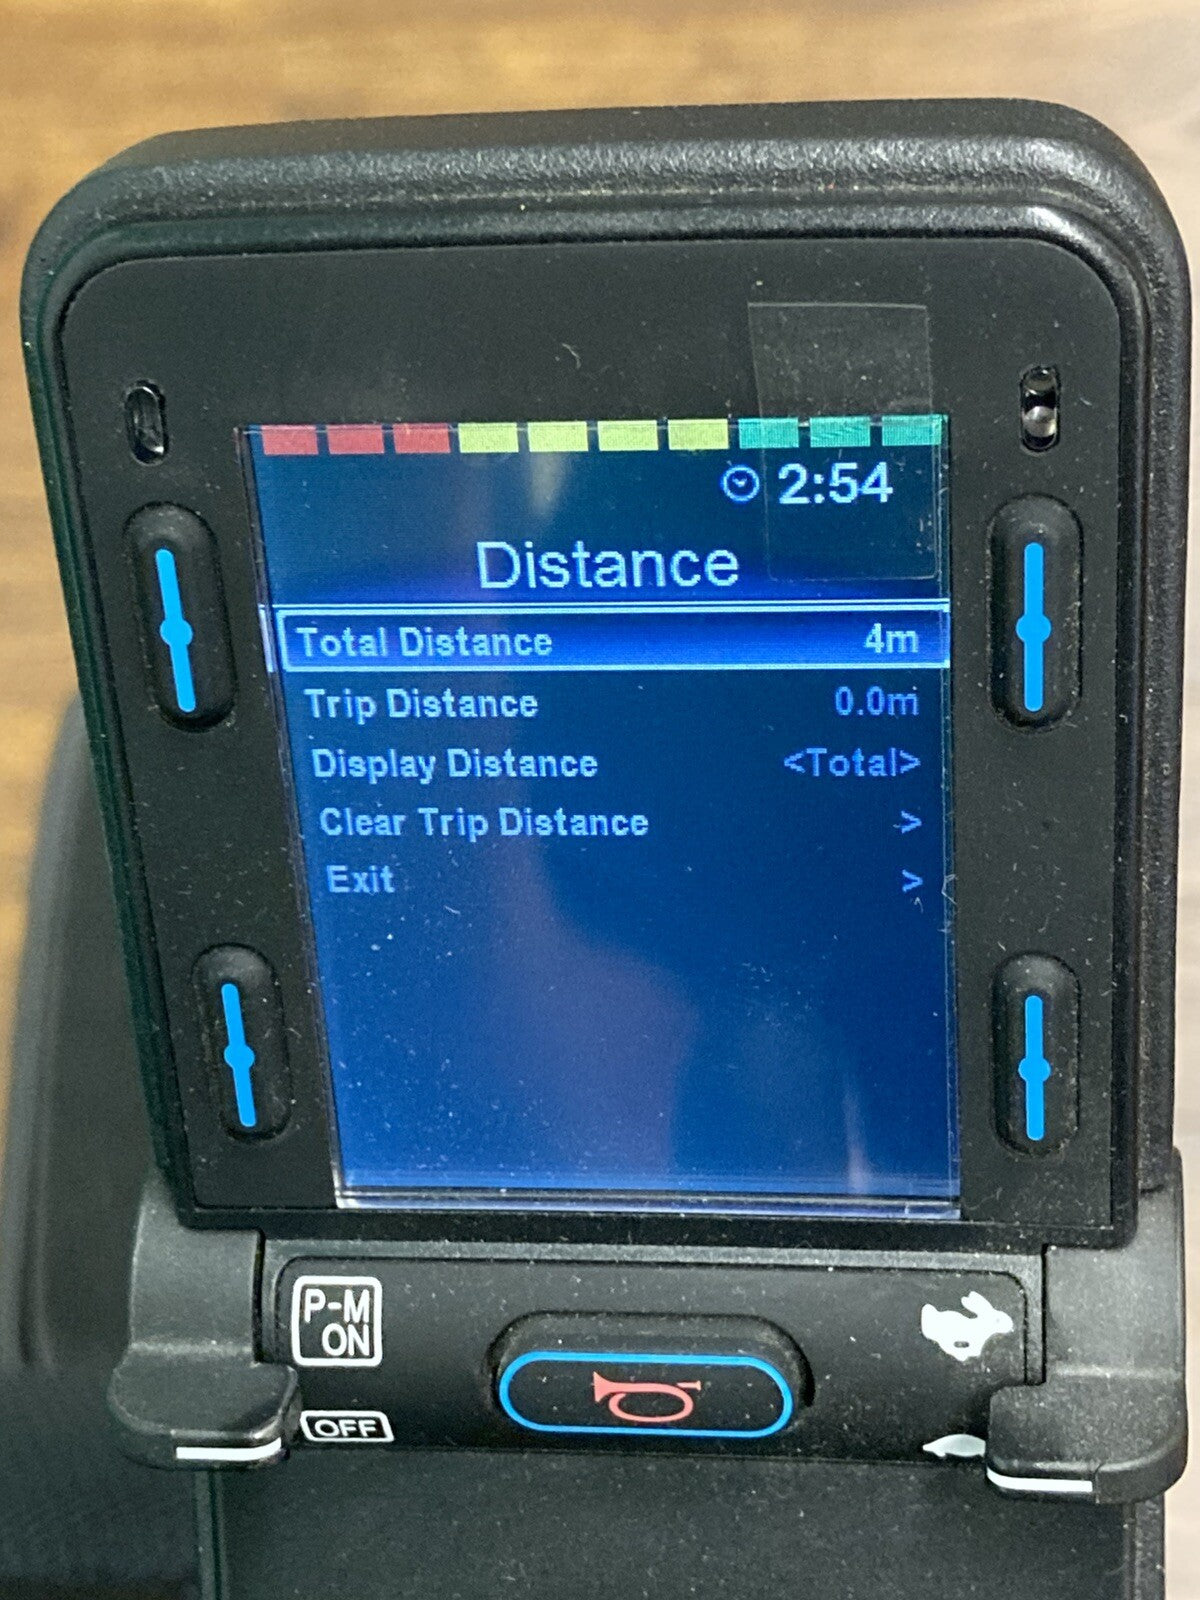 2:54
Distance
Total Distance 4m
Trip Distance 0.0m
Display Distance <Total>
Clear Trip Distance >
Exit >
P-M
ON
OFF